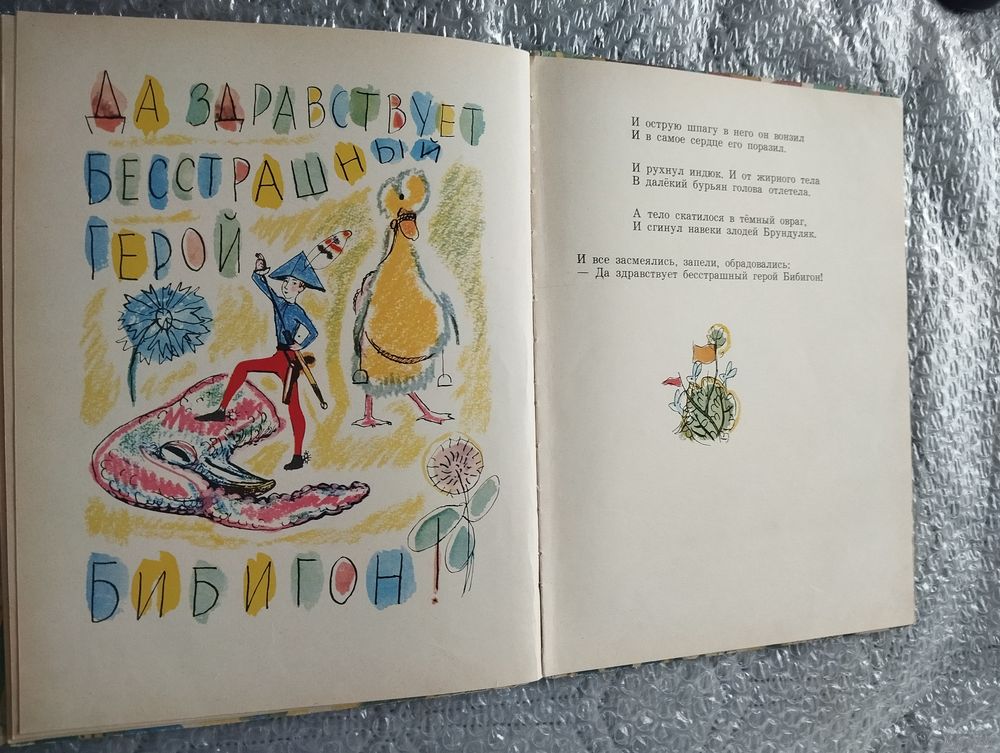 ДА ЗДРАВСТВУЕТ
БЕССТРАШНЫЙ
ГЕРОЙ
БИБИГОН!
И острую шпагу в него он вонзил
И в самое сердце его поразил.
И рухнул индюк. И от жирного тела
В далёкий бурьян голова отлетела.
А тело скатилося в тёмный овраг,
И сгинул навеки злодей Брундуляк.
И все засмеялись, запели, обрадовались:
— Да здравствует бесстрашный герой Бибигон!